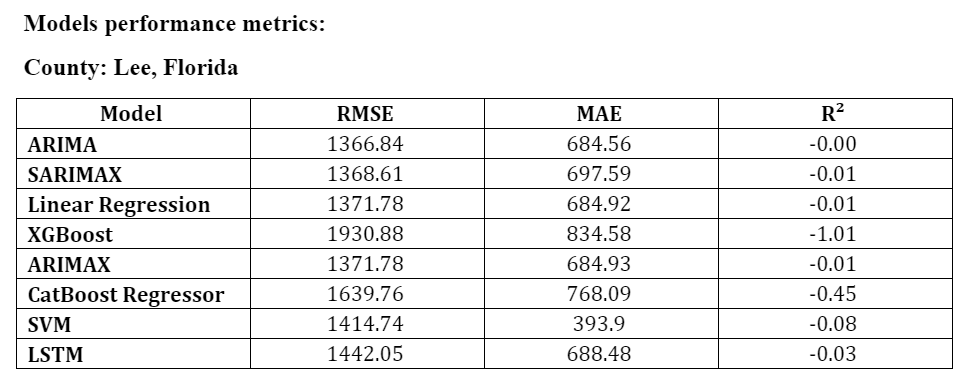 Models performance metrics:
County: Lee, Florida
Model RMSE MAE R²
ARIMA 1366.84 684.56 -0.00
SARIMAX 1368.61 697.59 -0.01
Linear Regression 1371.78 684.92 -0.01
XGBoost 1930.88 834.58 -1.01
ARIMAX 1371.78 684.93 -0.01
CatBoost Regressor 1639.76 768.09 -0.45
SVM 1414.74 393.9 -0.08
LSTM 1442.05 688.48 -0.03